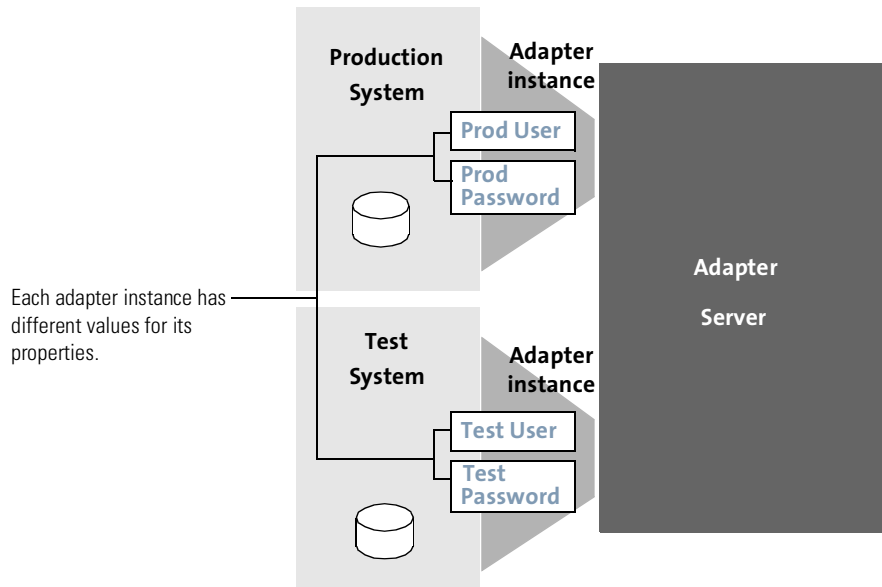 Production
System
Adapter
instance
Prod User
Prod
Password
Adapter
Server
Each adapter instance has
different values for its
properties.
Test
System
Adapter
instance
Test User
Test
Password